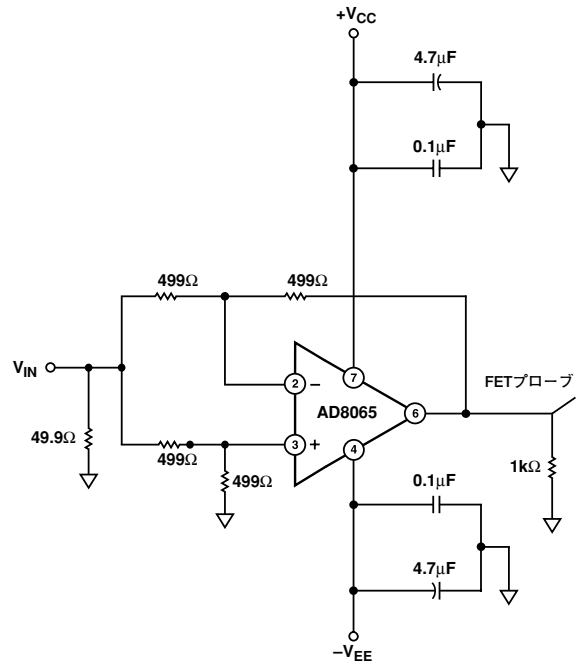 +VCC
4.7μF
0.1μF
499Ω
499Ω
VIN
49.9Ω
499Ω
499Ω
2
−
3
+
AD8065
7
4
6
FETプローブ
1kΩ
0.1μF
4.7μF
−VEE